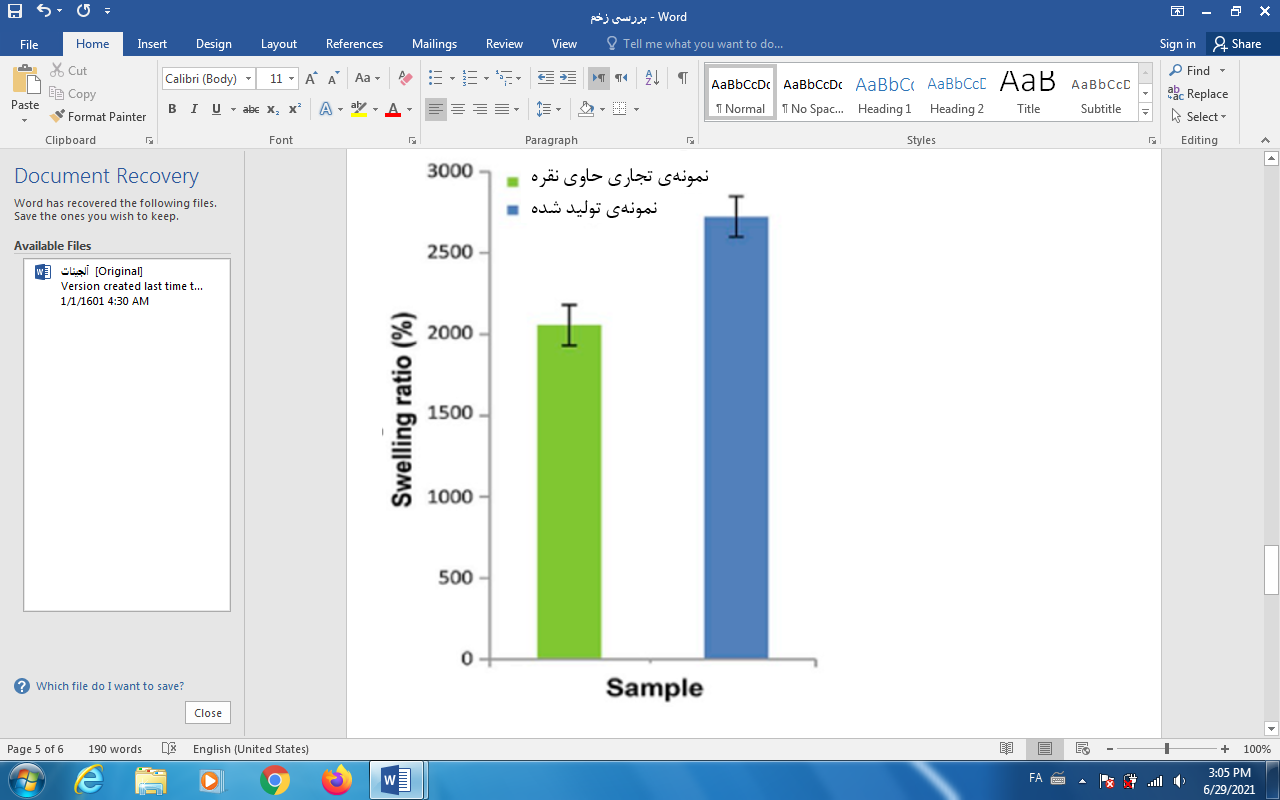 بررسی زخم - Word
File Home Insert Design Layout References Mailings Review View Tell me what you want to do... Sign in Share
Paste
Cut
Copy
Format Painter
Clipboard
Calibri (Body) 11
Font
Paragraph
AaBbCcDc AaBbCcDc AaBbCc AaBbCcD AaB AaBbCcD
¶ Normal ¶ No Spac... Heading 1 Heading 2 Title Subtitle
Styles
Find
Replace
Select
Editing
Document Recovery
Word has recovered the following files.
Save the ones you wish to keep.
Available Files
آلجینات [Original]
Version created last time t...
1/1/1601 4:30 AM
Which file do I want to save?
Close
نمونه‌ی تجاری حاوی نقره
نمونه‌ی تولید شده
Swelling ratio (%)
3000
2500
2000
1500
1000
500
0
Sample
Page 5 of 6 190 words English (United States) 100%
FA 3:05 PM
6/29/2021